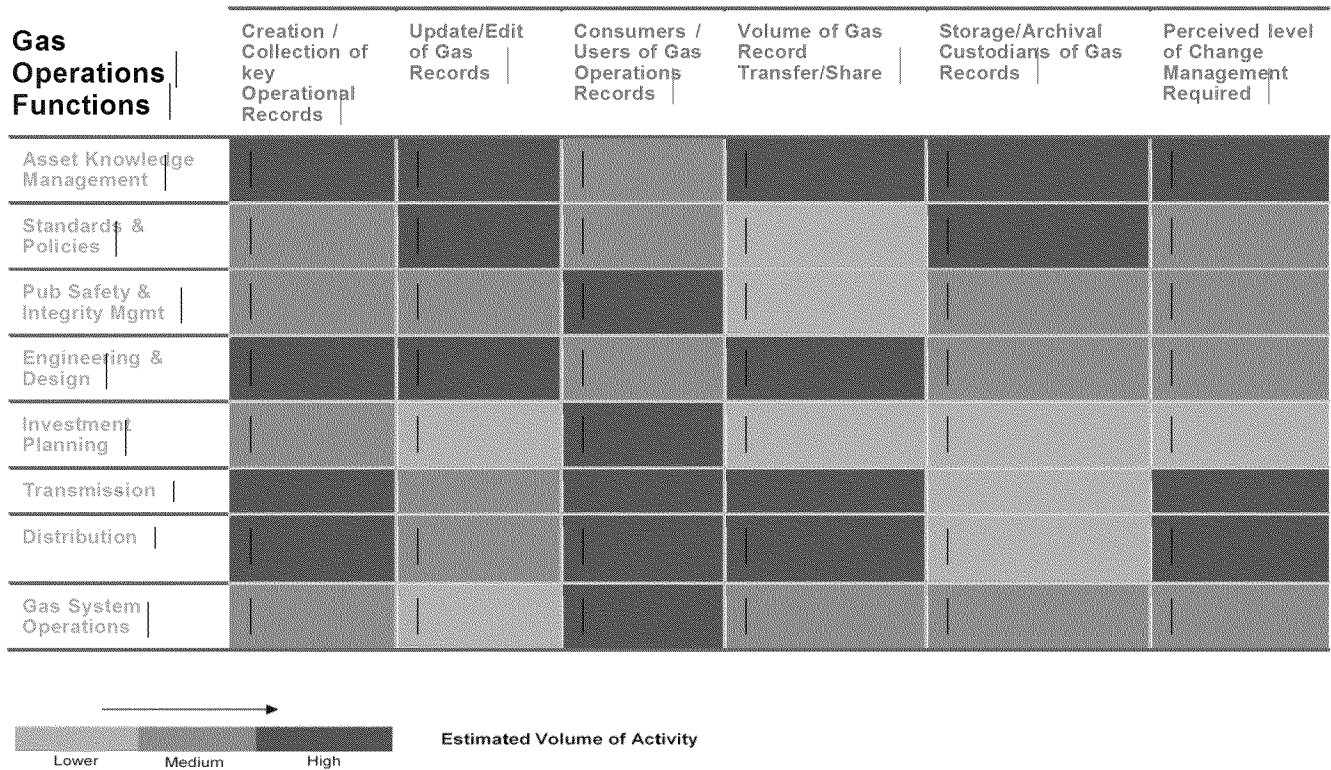 Gas
Operations
Functions
Creation /
Collection of
key
Operational
Records
Update/Edit
of Gas
Records
Consumers /
Users of Gas
Operations
Records
Volume of Gas
Record
Transfer/Share
Storage/Archival
Custodians of Gas
Records
Perceived level
of Change
Management
Required
Asset Knowledge
Management
Standards &
Policies
Pub Safety &
Integrity Mgmt
Engineering &
Design
Investment
Planning
Transmission
Distribution
Gas System
Operations
Estimated Volume of Activity
Lower Medium High